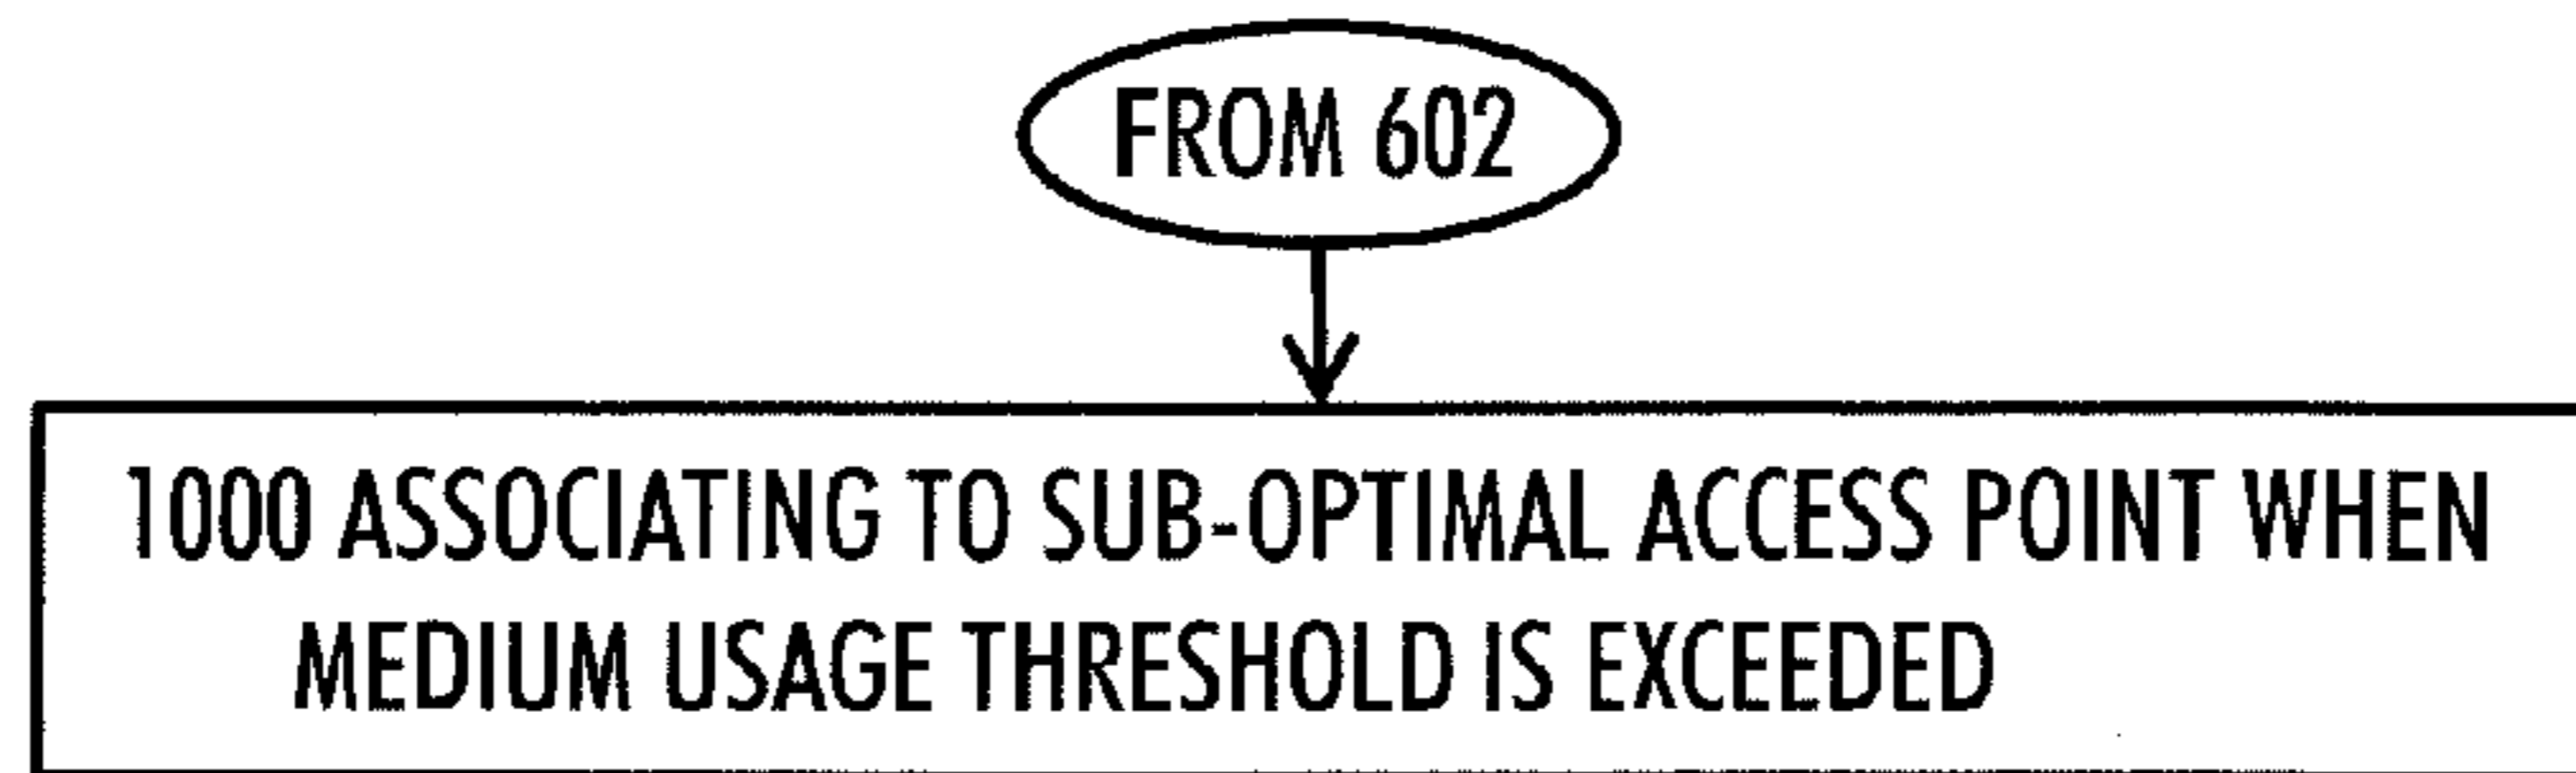 FROM 602
1000 ASSOCIATING TO SUB-OPTIMAL ACCESS POINT WHEN
MEDIUM USAGE THRESHOLD IS EXCEEDED